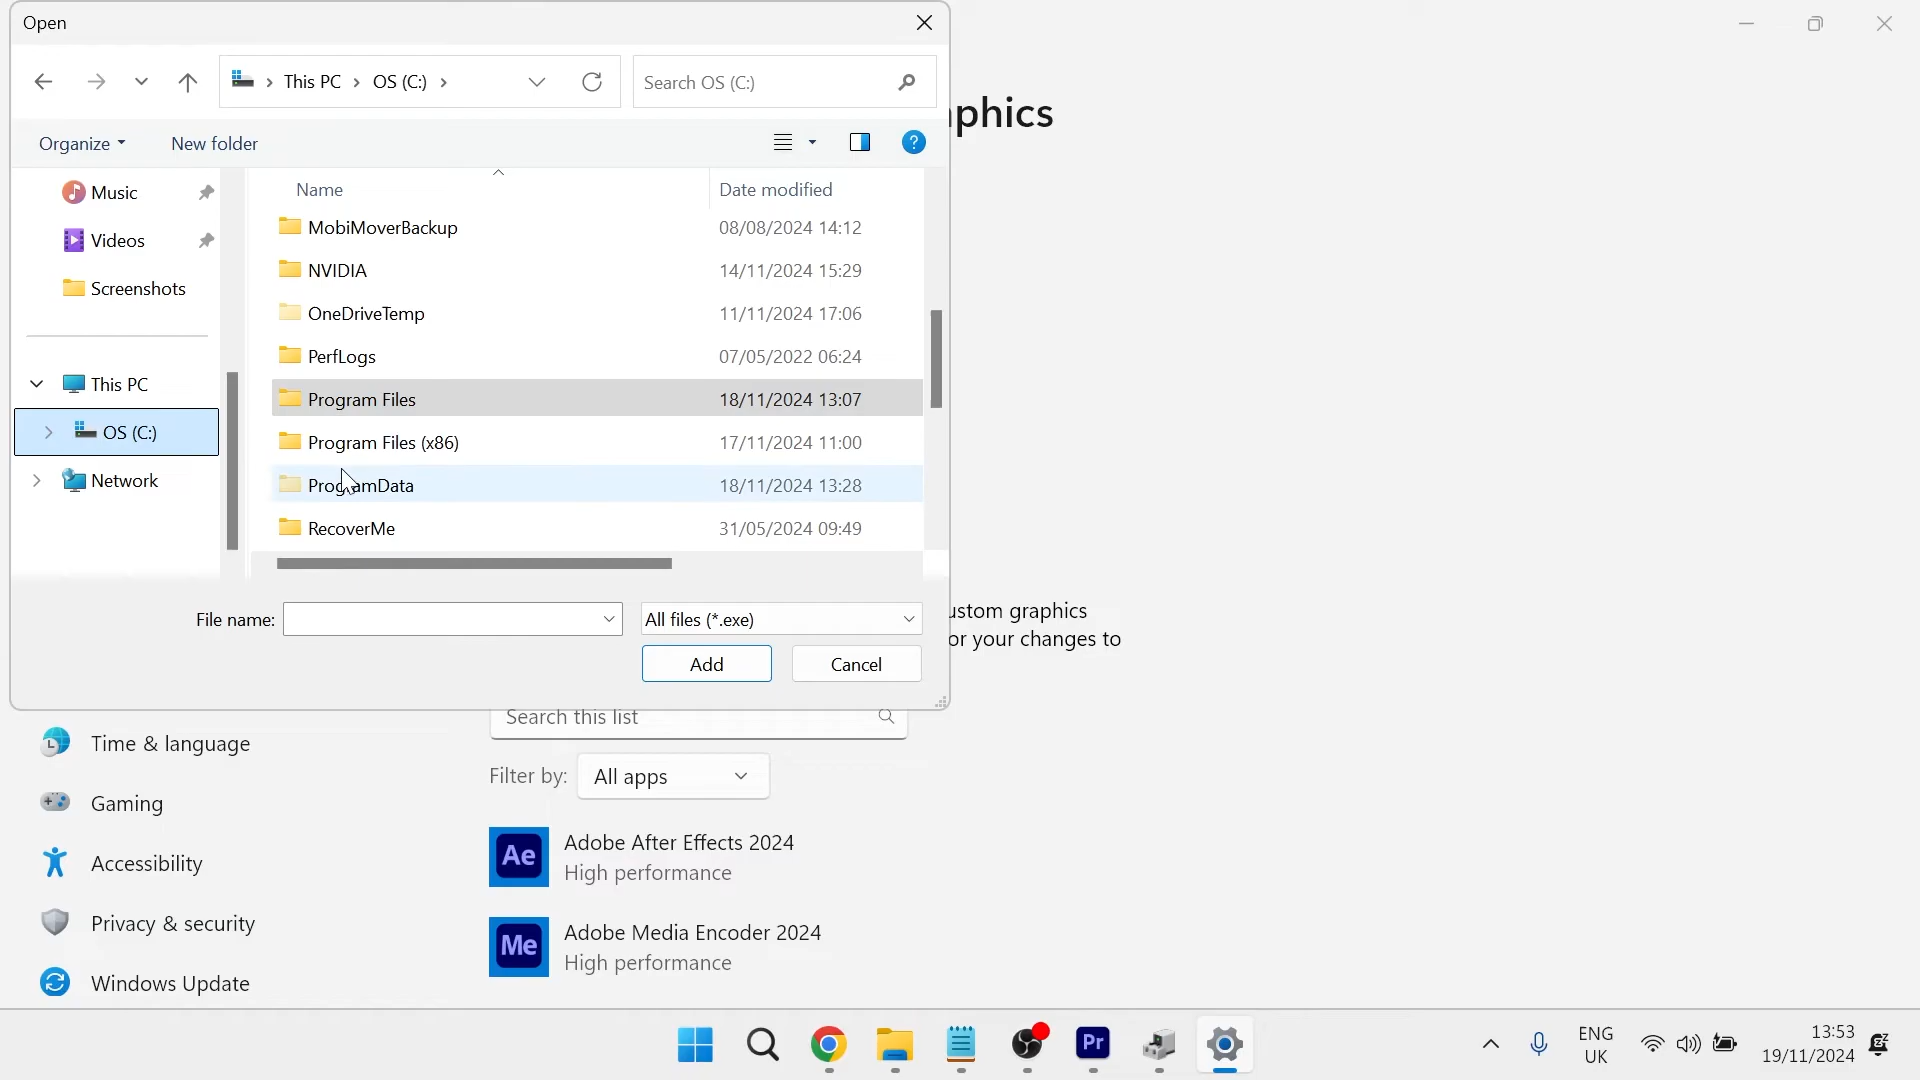 Open
This PC > OS (C:) >
Search OS (C:)
Organize
New folder
?
Music
Videos
Screenshots
This PC
OS (C:)
Network
Name
Date modified
MobiMoverBackup 08/08/2024 14:12
NVIDIA 14/11/2024 15:29
OneDriveTemp 11/11/2024 17:06
PerfLogs 07/05/2022 06:24
Program Files 18/11/2024 13:07
Program Files (x86) 17/11/2024 11:00
ProgramData 18/11/2024 13:28
RecoverMe 31/05/2024 09:49
File name:
All files (*.exe)
Add
Cancel
phics
ustom graphics
or your changes to
Search this list
Filter by: All apps
Time & language
Gaming
Accessibility
Privacy & security
Windows Update
Ae
Adobe After Effects 2024
High performance
Me
Adobe Media Encoder 2024
High performance
Pr
ENG
UK
13:53
19/11/2024